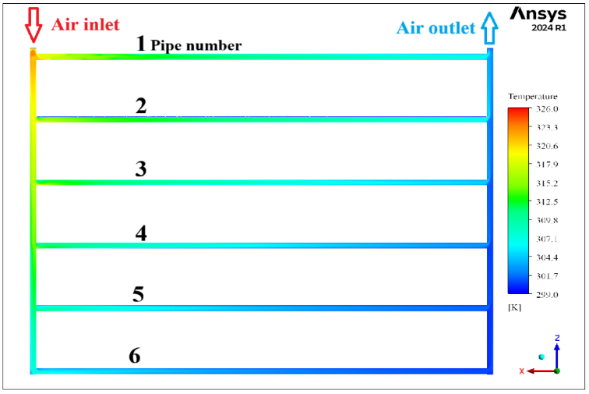 Air inlet
1 Pipe number
Air outlet
Ansys
2024 R1
2
3
4
5
6
Temperature
326.0
323.3
320.6
317.9
315.2
312.5
309.8
307.1
304.4
301.7
299.0
[K]
Z
X